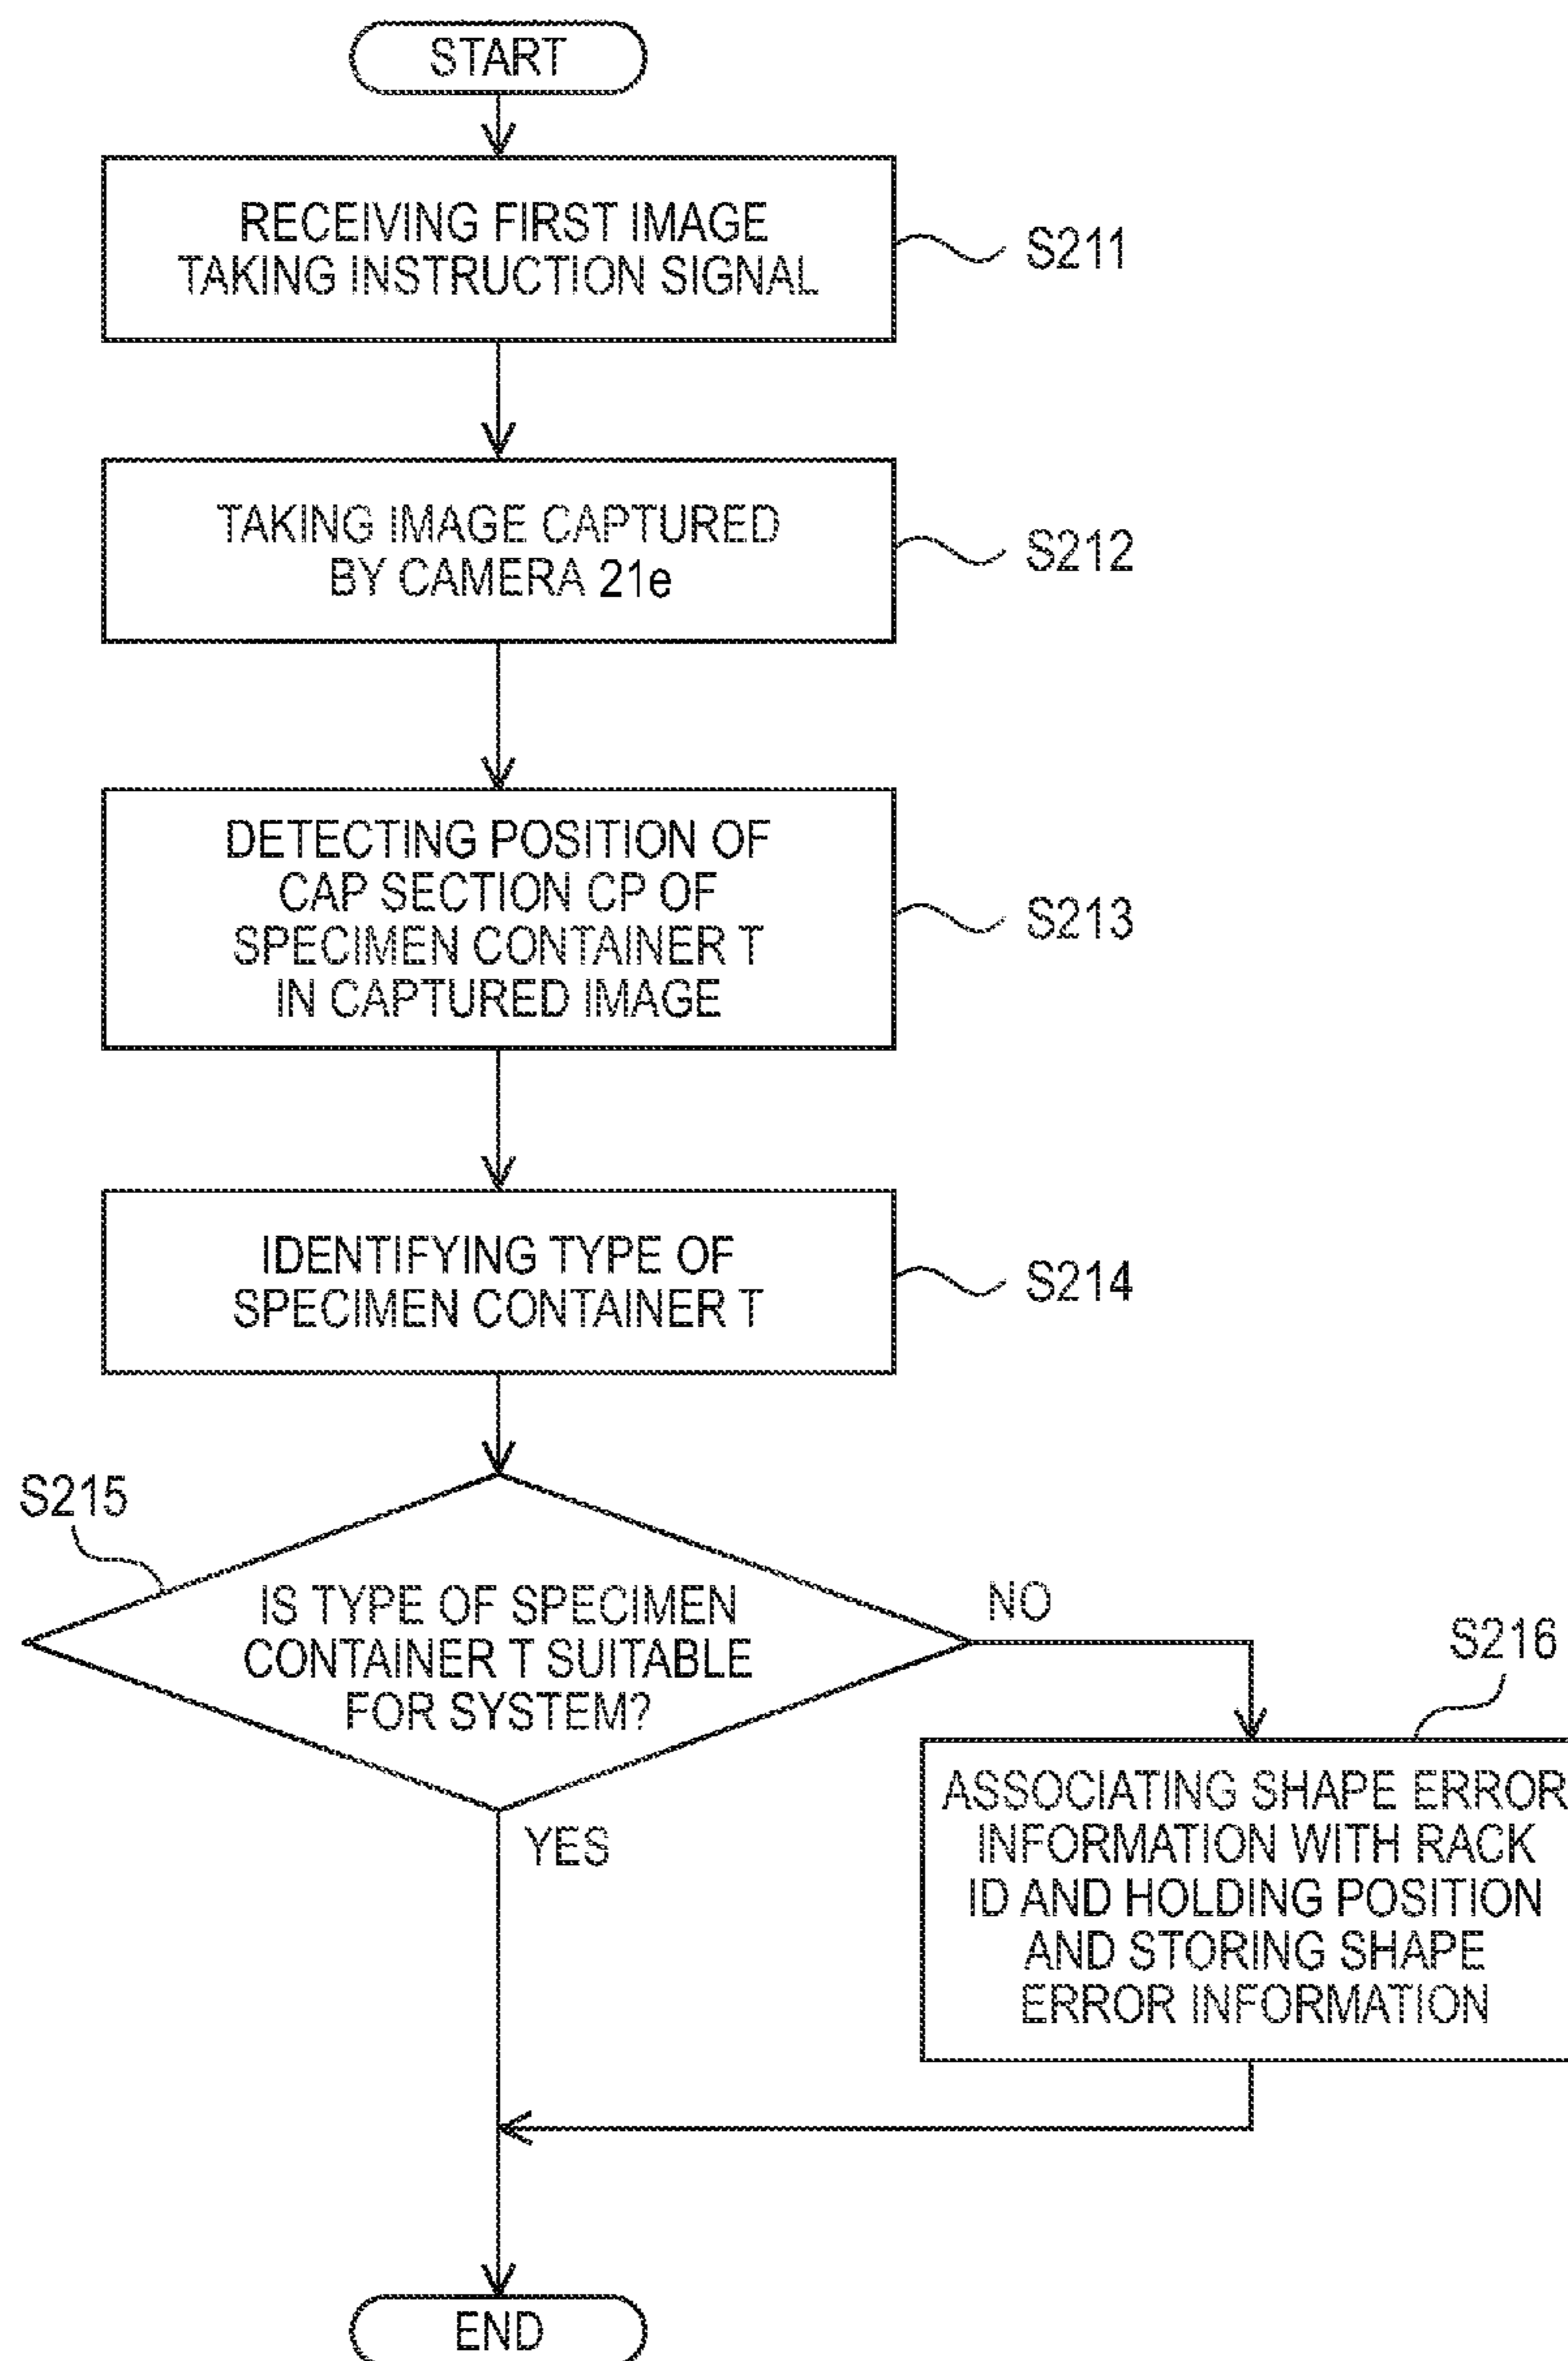 START
RECEIVING FIRST IMAGE
TAKING INSTRUCTION SIGNAL
S211
TAKING IMAGE CAPTURED
BY CAMERA 21e
S212
DETECTING POSITION OF
CAP SECTION CP OF
SPECIMEN CONTAINER T
IN CAPTURED IMAGE
S213
IDENTIFYING TYPE OF
SPECIMEN CONTAINER T
S214
S215
IS TYPE OF SPECIMEN
CONTAINER T SUITABLE
FOR SYSTEM?
NO
YES
S216
ASSOCIATING SHAPE ERROR
INFORMATION WITH RACK
ID AND HOLDING POSITION
AND STORING SHAPE
ERROR INFORMATION
END